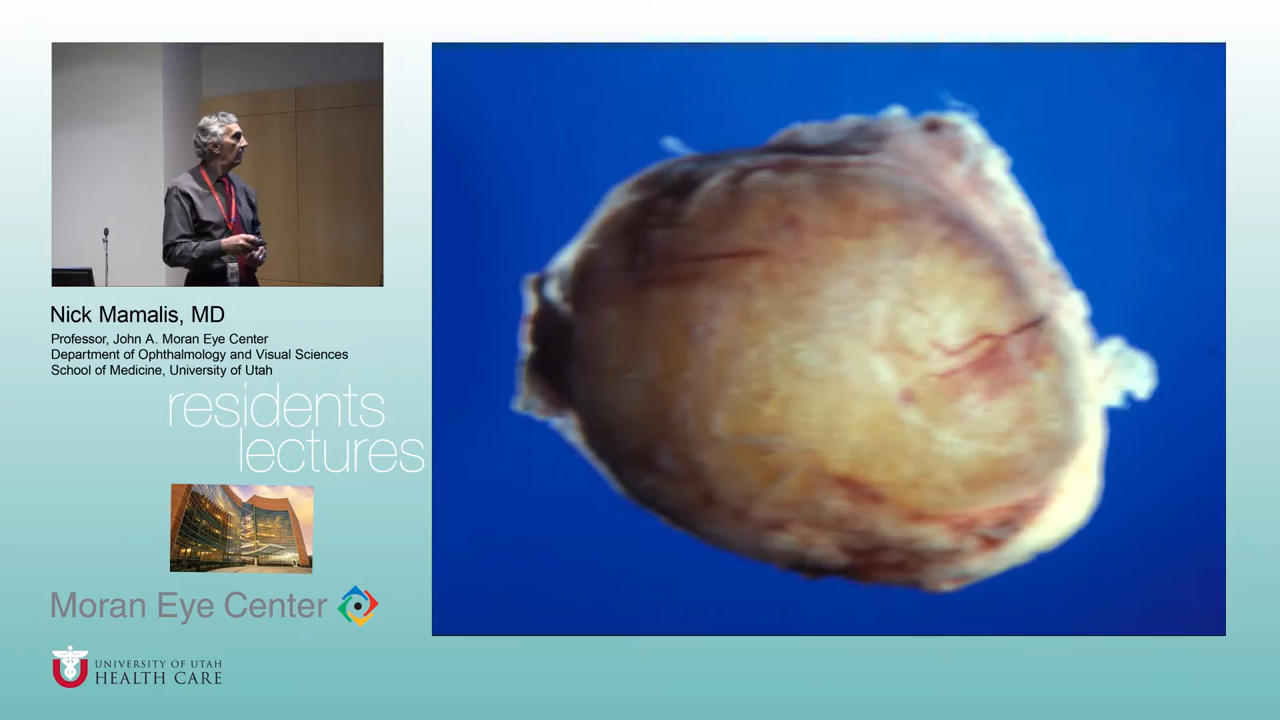 Nick Mamalis, MD
Professor, John A. Moran Eye Center
Department of Ophthalmology and Visual Sciences
School of Medicine, University of Utah
residents
lectures
Moran Eye Center
U
UNIVERSITY OF UTAH
HEALTH CARE